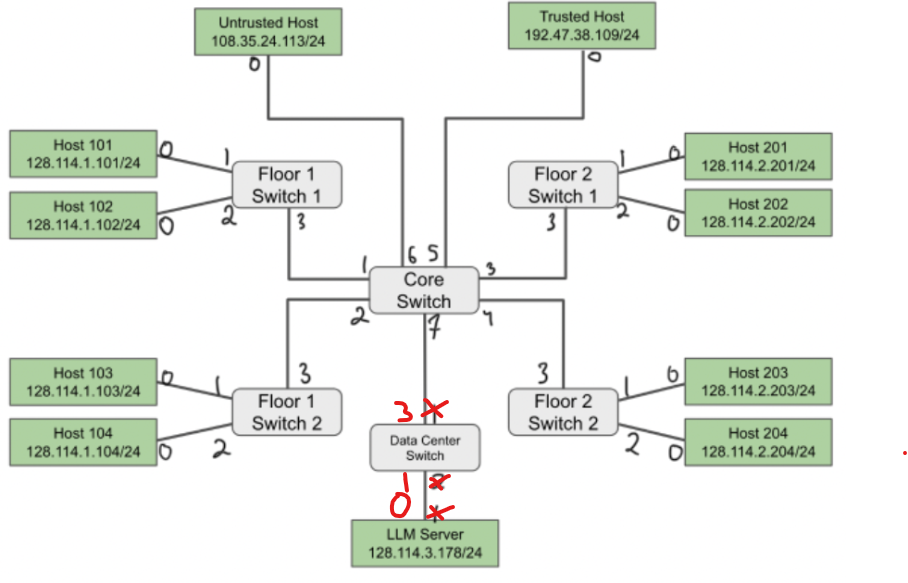 Untrusted Host
108.35.24.113/24
0
Trusted Host
192.47.38.109/24
0
Host 101
128.114.1.101/24
0
1
Floor 1
Switch 1
Host 102
128.114.1.102/24
0
2
3
Floor 2
Switch 1
1
0
Host 201
128.114.2.201/24
3
2
0
Host 202
128.114.2.202/24
6 5
1
Core
Switch
3
2
7
4
Host 103
128.114.1.103/24
0
1
3
Floor 1
Switch 2
Host 104
128.114.1.104/24
0
2
3
Data Center
Switch
1
0
LLM Server
128.114.3.178/24
3
Floor 2
Switch 2
1
0
Host 203
128.114.2.203/24
2
0
Host 204
128.114.2.204/24